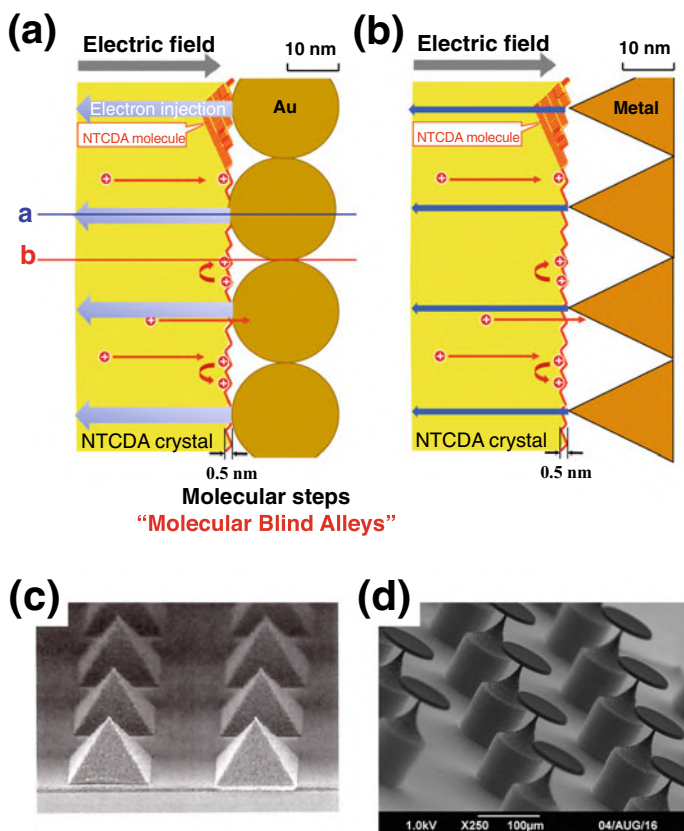 (a)
Electric field
10 nm
Electron injection
Au
NTCDA molecule
a
b
NTCDA crystal
0.5 nm
(b)
Electric field
10 nm
Metal
NTCDA molecule
NTCDA crystal
0.5 nm
Molecular steps
“Molecular Blind Alleys”
(c)
(d)
1.0kV X250 100μm 04/AUG/16